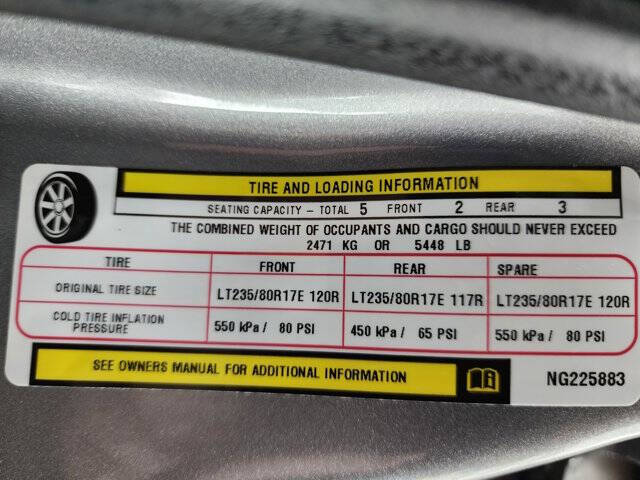 TIRE AND LOADING INFORMATION
SEATING CAPACITY – TOTAL 5 FRONT 2 REAR 3
THE COMBINED WEIGHT OF OCCUPANTS AND CARGO SHOULD NEVER EXCEED
2471 KG OR 5448 LB
TIRE FRONT REAR SPARE
ORIGINAL TIRE SIZE LT235/80R17E 120R LT235/80R17E 117R LT235/80R17E 120R
COLD TIRE INFLATION PRESSURE 550 kPa / 80 PSI 450 kPa / 65 PSI 550 kPa / 80 PSI
SEE OWNERS MANUAL FOR ADDITIONAL INFORMATION NG225883